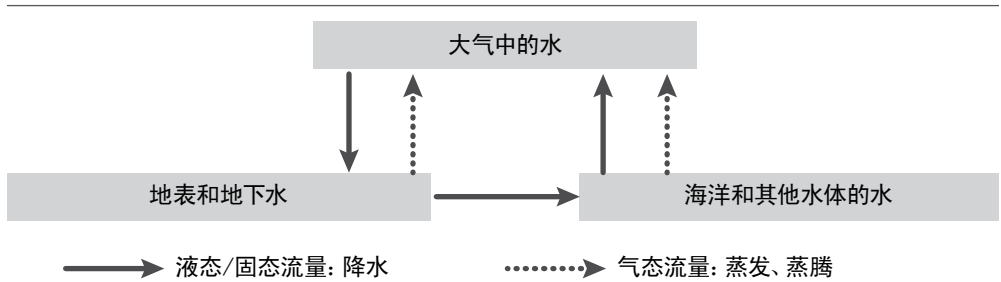 大气中的水
地表和地下水
海洋和其他水体的水
液态/固态流量：降水
气态流量：蒸发、蒸腾